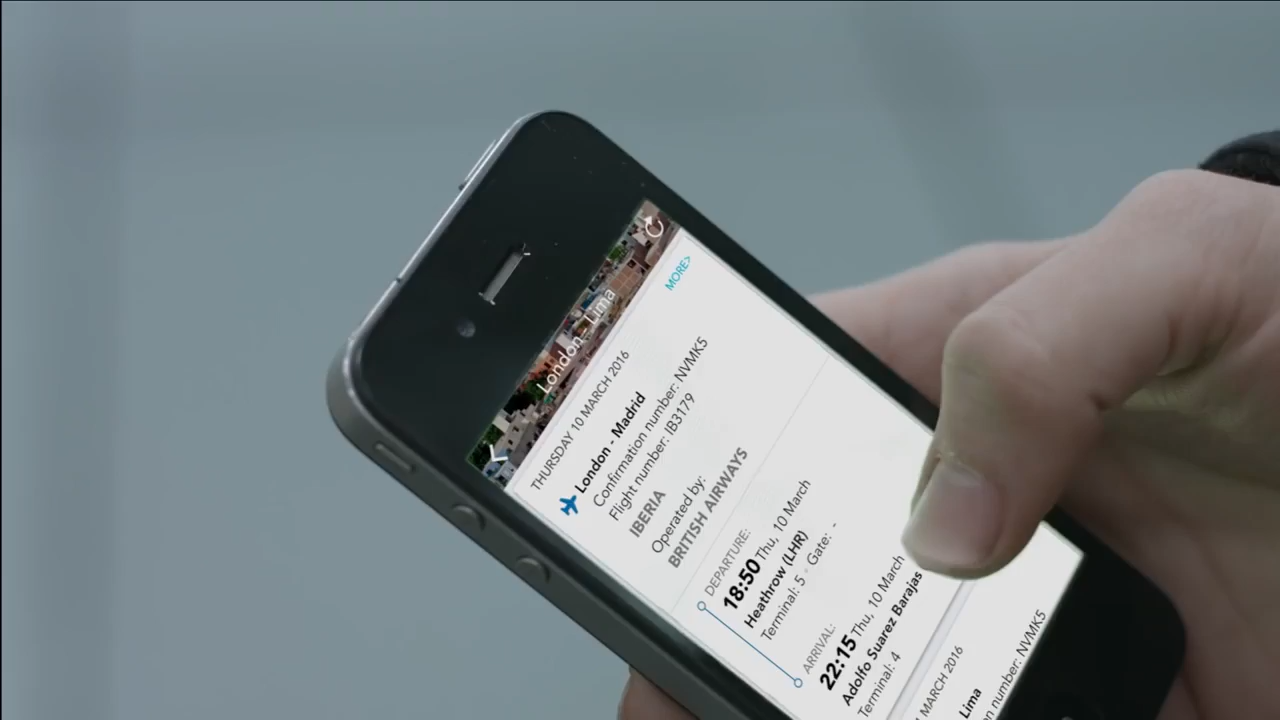 London - Lima
MORE>
THURSDAY 10 MARCH 2016
London - Madrid
Confirmation number: NVMK5
Flight number: IB3179
IBERIA
Operated by:
BRITISH AIRWAYS
DEPARTURE:
18:50 Thu, 10 March
Heathrow (LHR)
Terminal: 5 - Gate: -
ARRIVAL:
22:15 Thu, 10 March
Adolfo Suarez Barajas
Terminal: 4
MARCH 2016
Lima
number: NVMK5